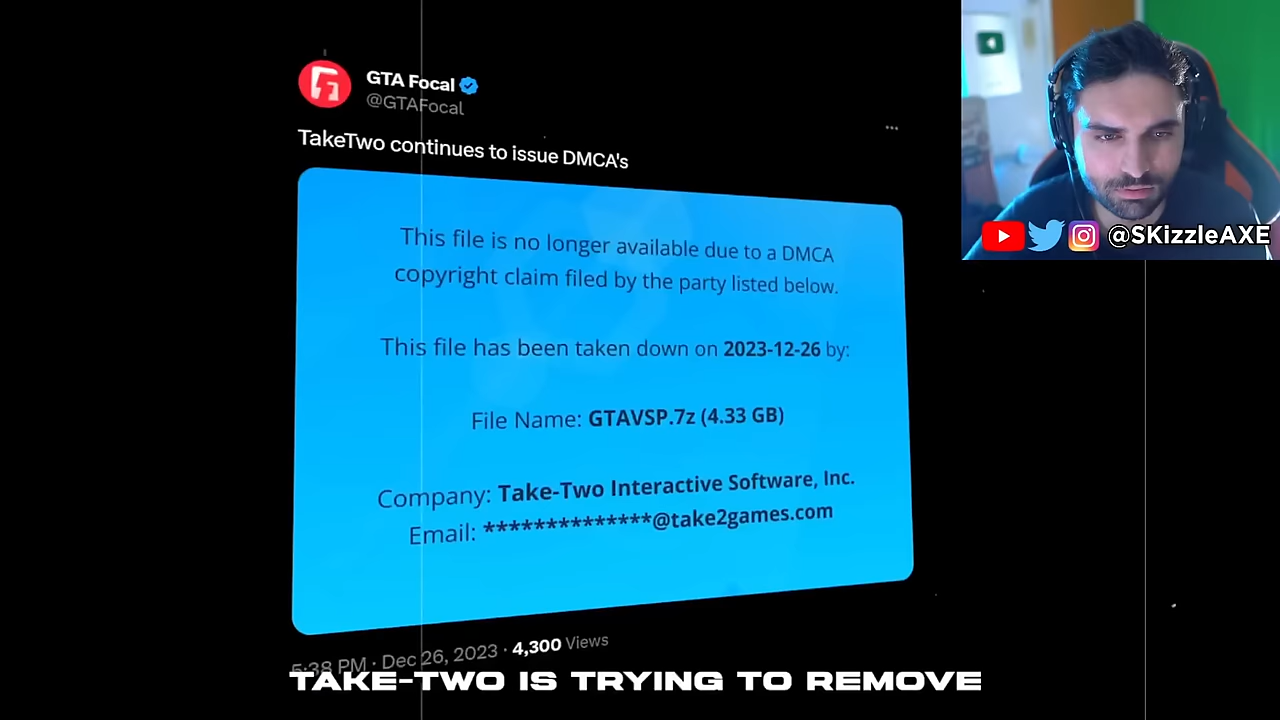 GTA Focal
@GTAFocal
TakeTwo continues to issue DMCA's
This file is no longer available due to a DMCA
copyright claim filed by the party listed below.
This file has been taken down on 2023-12-26 by:
File Name: GTAVSP.7z (4.33 GB)
Company: Take-Two Interactive Software, Inc.
Email: **************@take2games.com
5:38 PM · Dec 26, 2023 · 4,300 Views
TAKE-TWO IS TRYING TO REMOVE
@SKizzleAXE